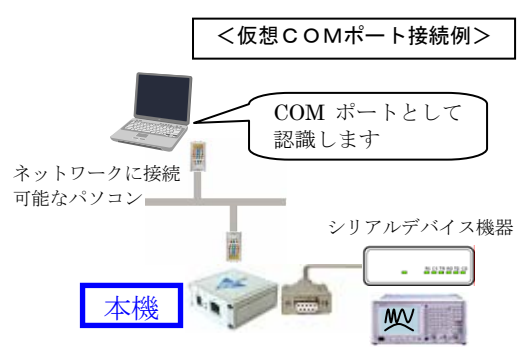 ＜仮想ＣＯＭポート接続例＞
COM ポートとして
認識します
ネットワークに接続
可能なパソコン
シリアルデバイス機器
本機